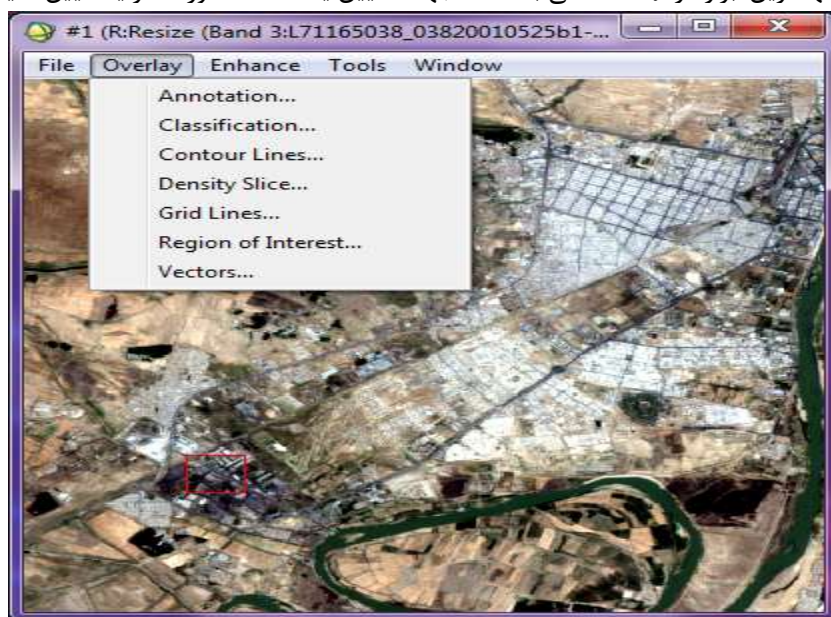 #1 (R:Resize (Band 3:L71165038_03820010525b1-...
File Overlay Enhance Tools Window
Annotation...
Classification...
Contour Lines...
Density Slice...
Grid Lines...
Region of Interest...
Vectors...